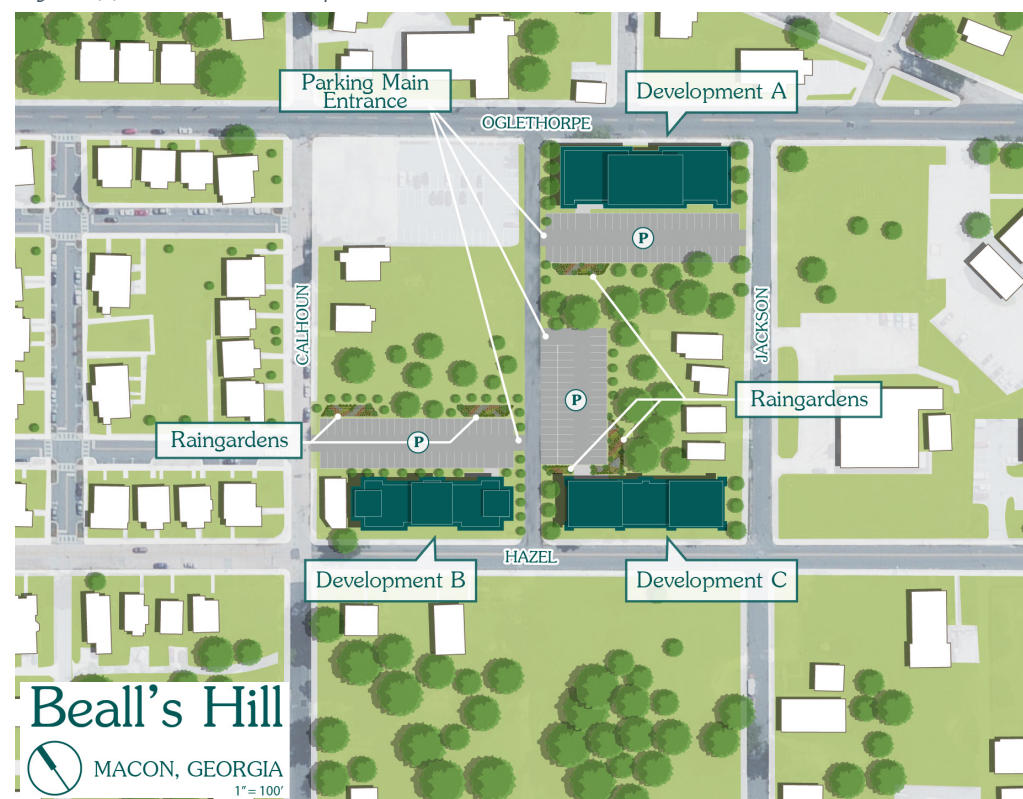 Parking Main
Entrance
Development A
OGLETHORPE
P
CALHOUN
JACKSON
P
Raingardens
Raingardens
P
HAZEL
Development B
Development C
Beall's Hill
MACON, GEORGIA
1" = 100'